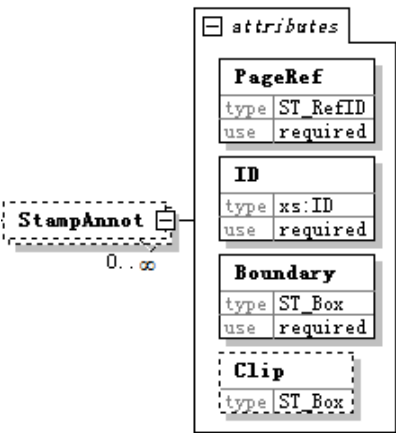 attributes
PageRef
type ST_RefID
use required
ID
type xs:ID
use required
StampAnnot
0..∞
Boundary
type ST_Box
use required
Clip
type ST_Box